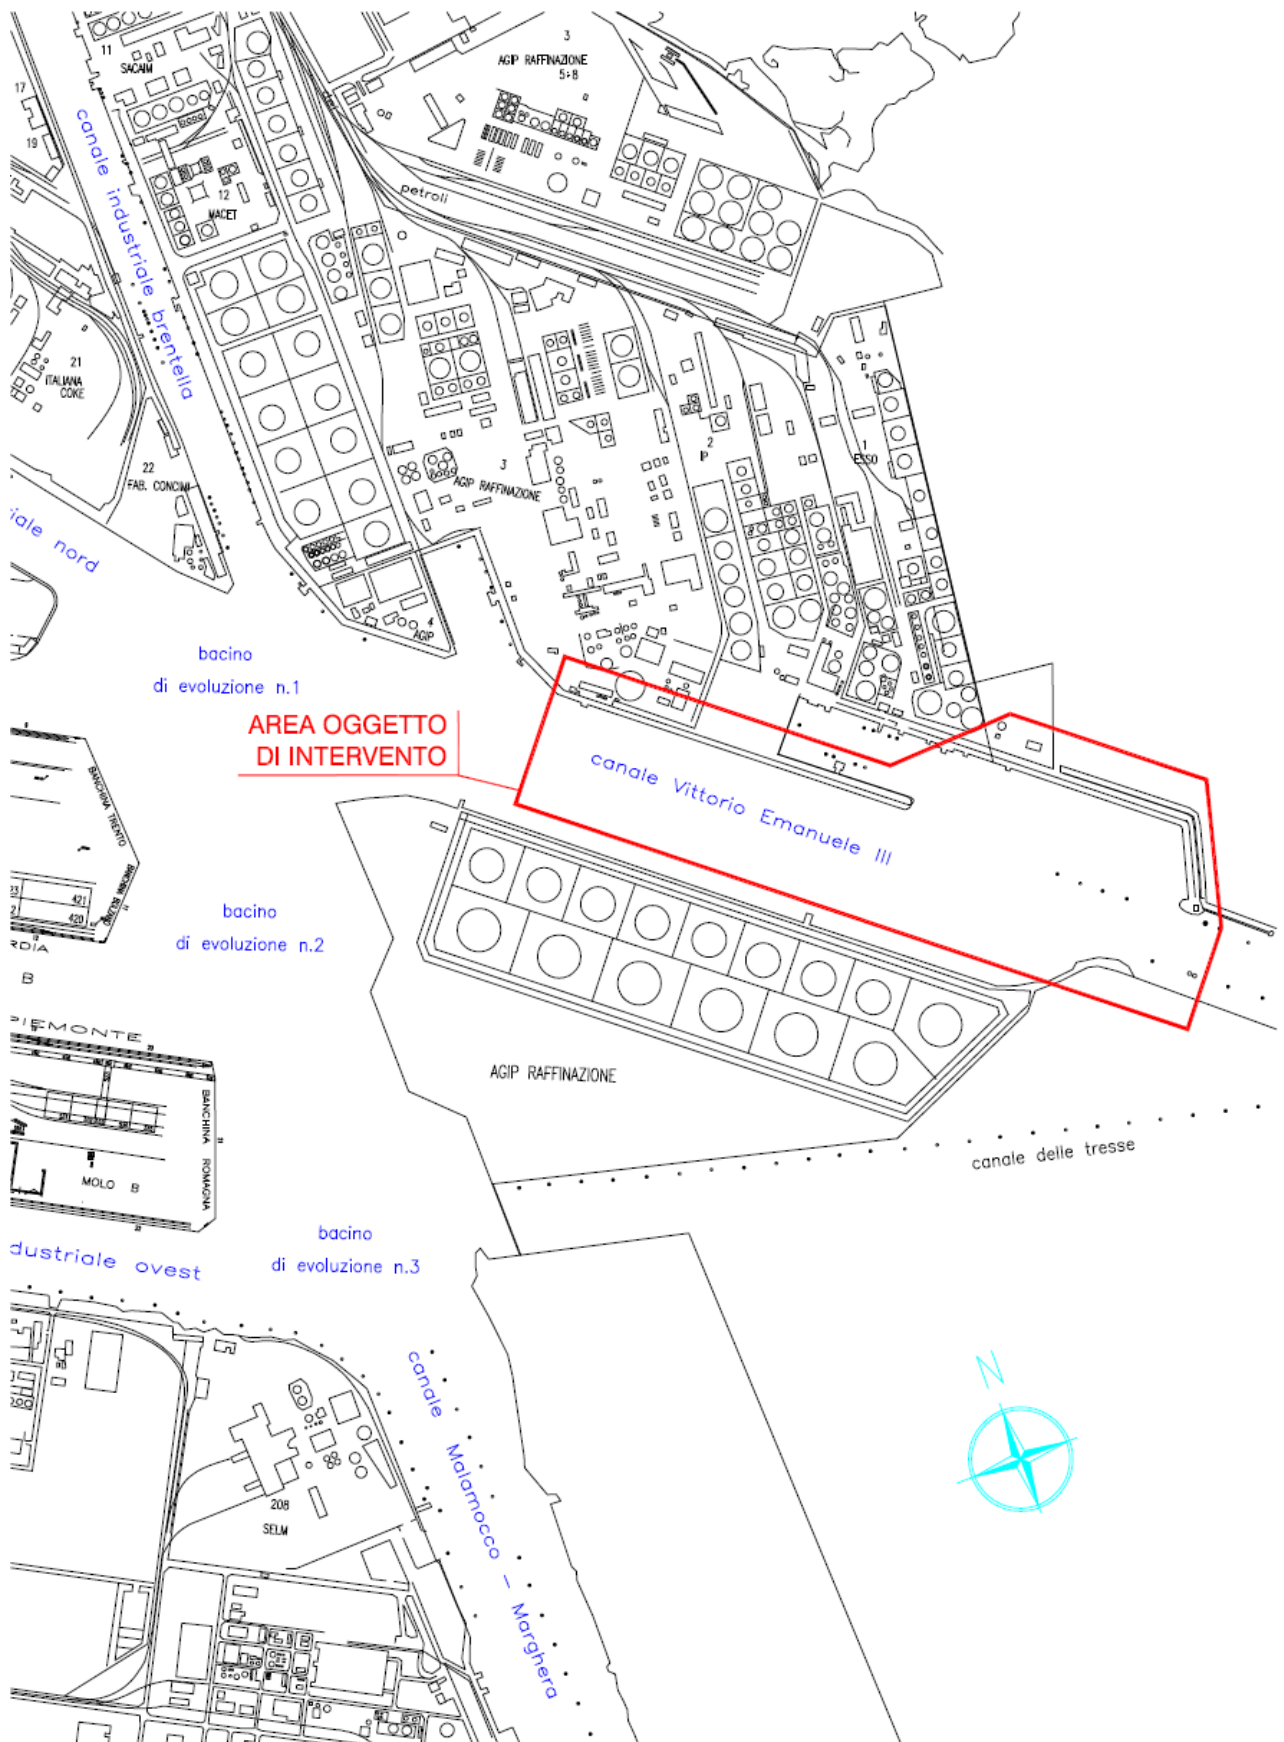 3
AGIP RAFFINAZIONE
5÷8
11
SACAIM
17
19
canale industriale brentella
12
MACET
petroli
21
ITALIANA
COKE
22
FAB. CONCIMI
3
AGIP RAFFINAZIONE
2
IP
1
ESSO
iale nord
4
AGIP
bacino
di evoluzione n.1
AREA OGGETTO
DI INTERVENTO
canale Vittorio Emanuele III
BANCHINA TRENTO
421
420
RDIA
B
bacino
di evoluzione n.2
PIEMONTE
BANCHINA ROMAGNA
MOLO B
AGIP RAFFINAZIONE
canale delle tresse
bacino
di evoluzione n.3
dustriale ovest
canale Malamocco – Marghera
N
208
SELM